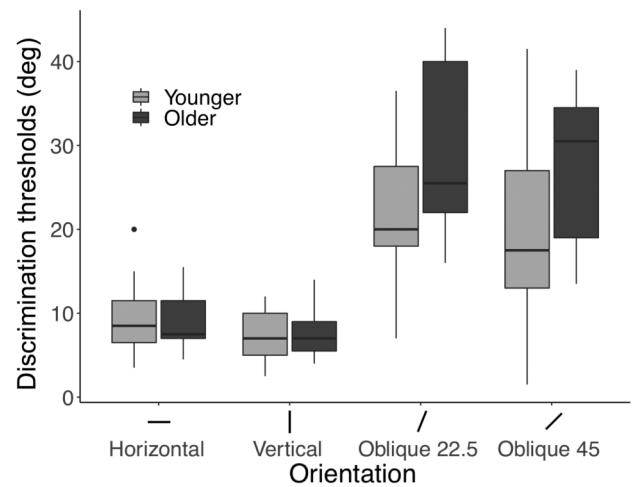 Discrimination thresholds (deg)
40
30
20
10
0
Younger
Older
Horizontal Vertical Oblique 22.5 Oblique 45
Orientation